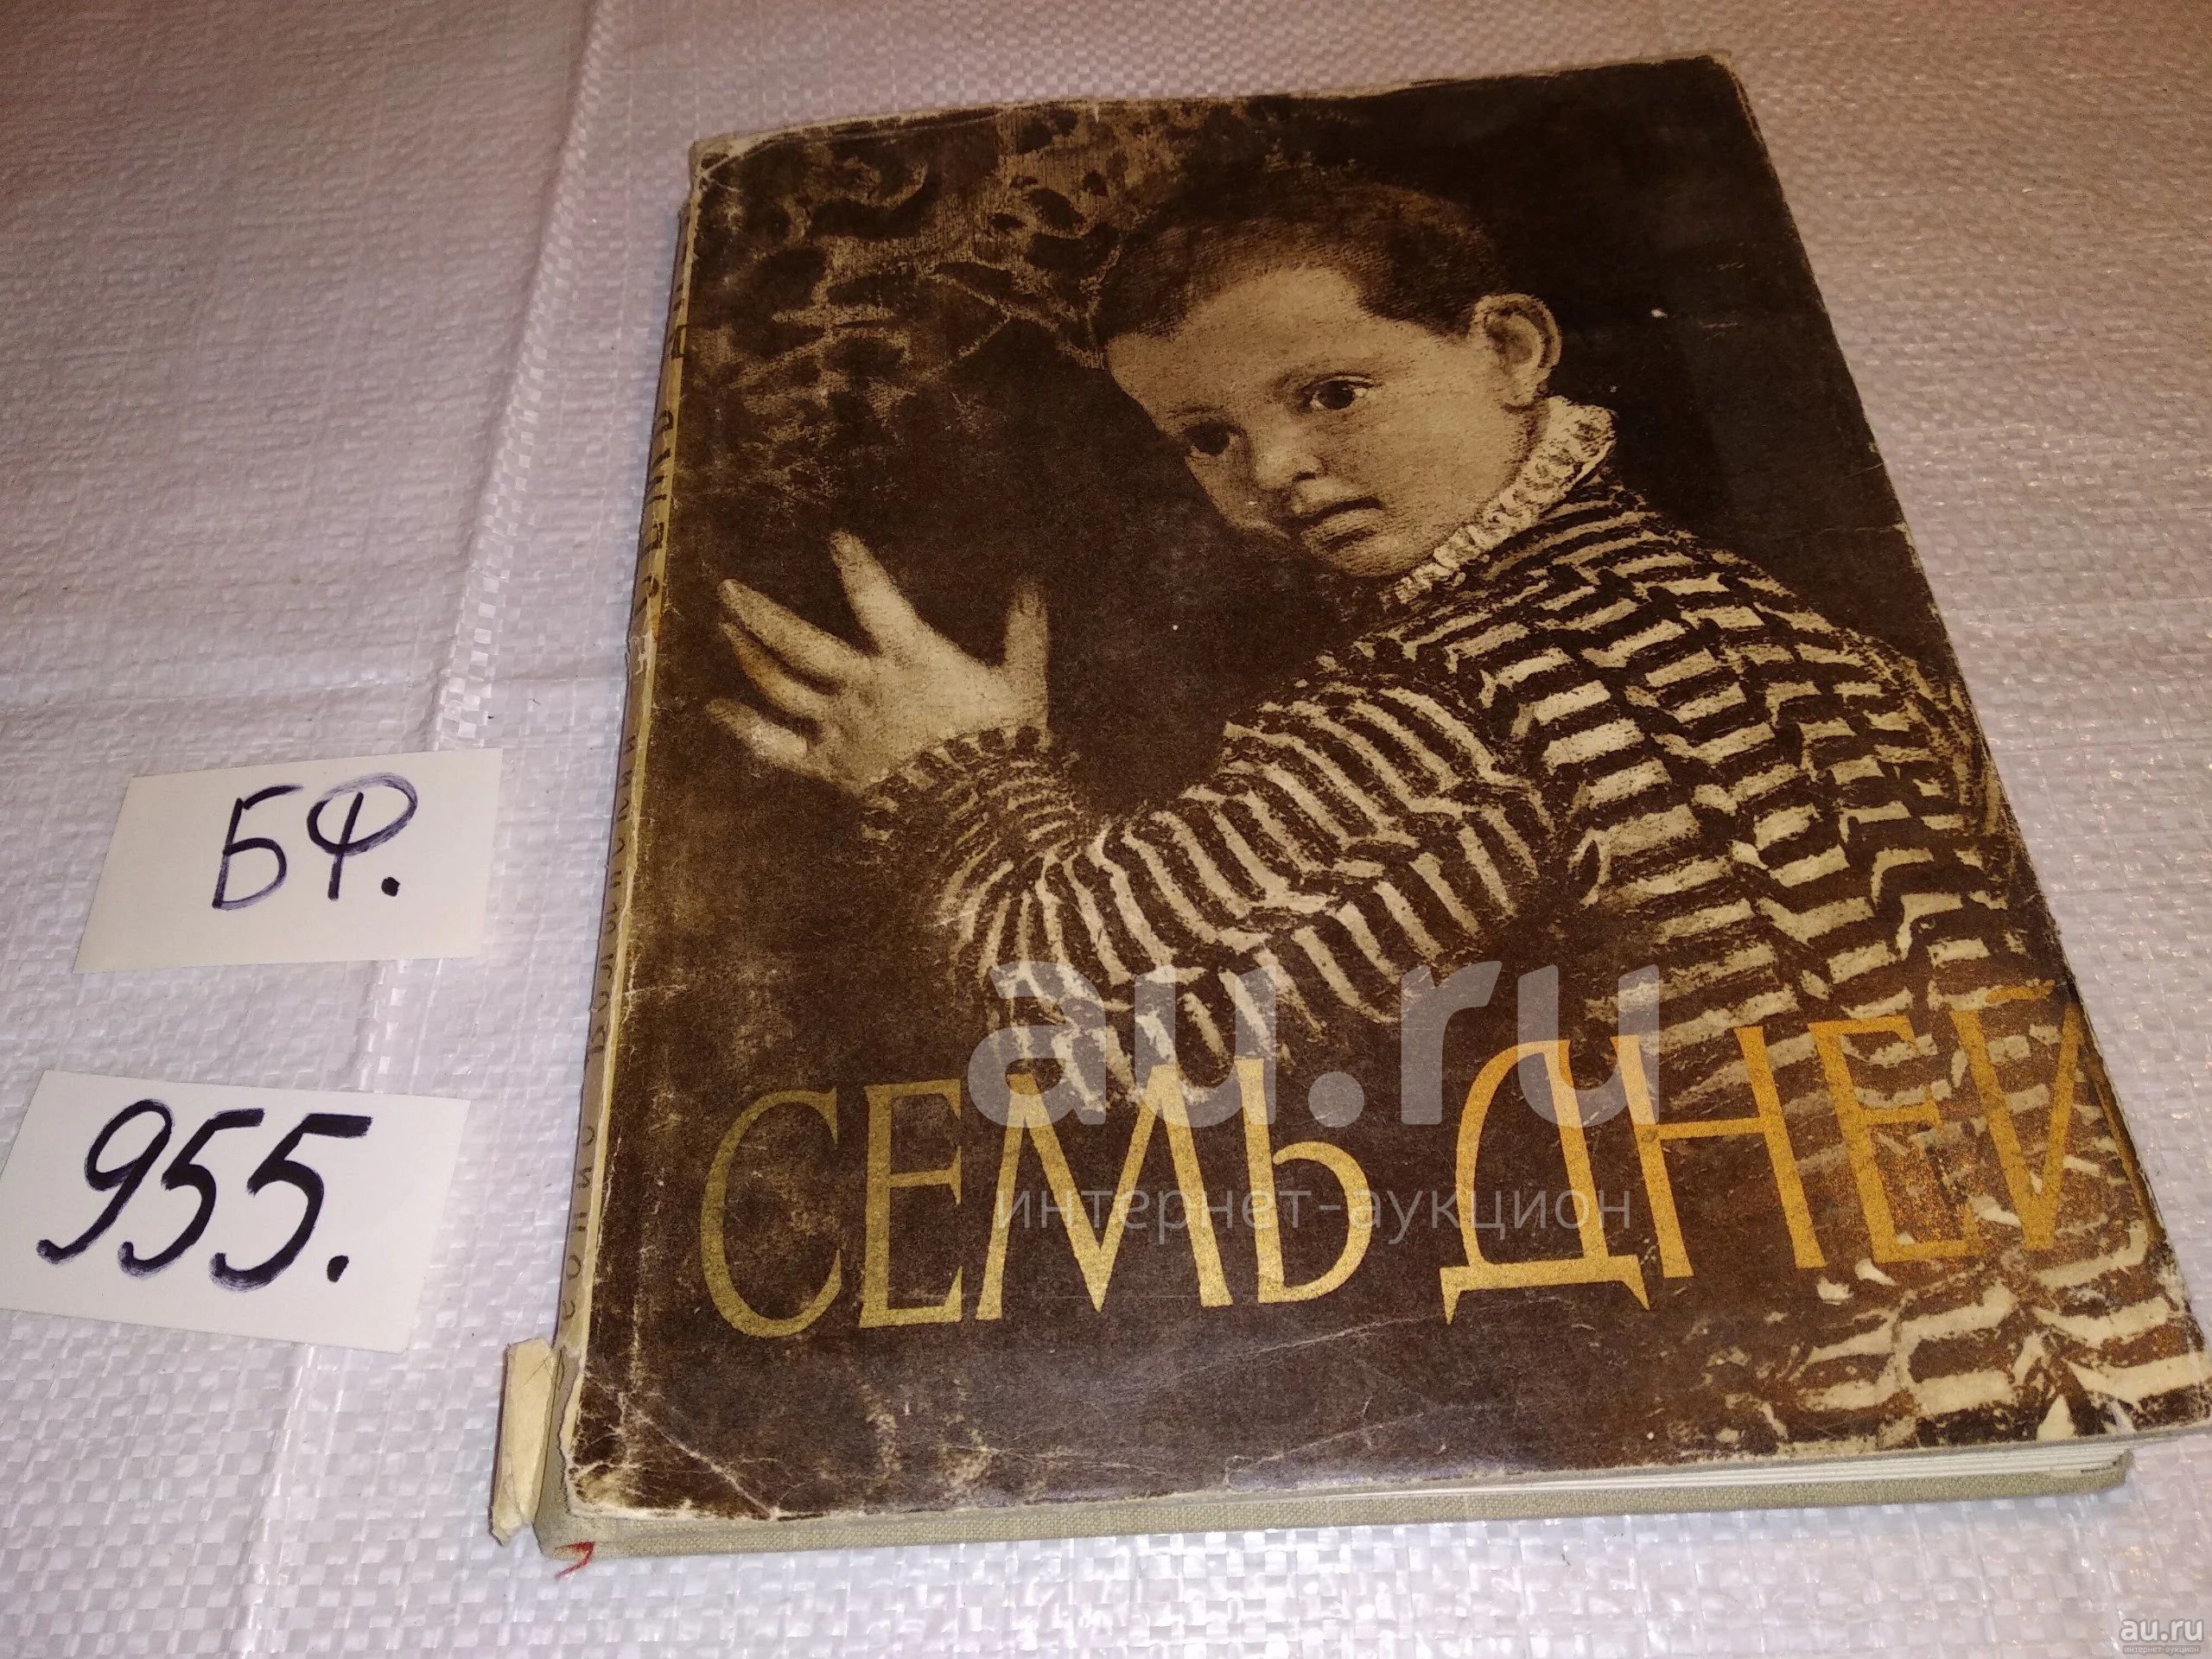 БФ.
955.
СЕМЬ ДНЕЙ
au.ru
интернет-аукцион
au.ru
интернет-аукцион